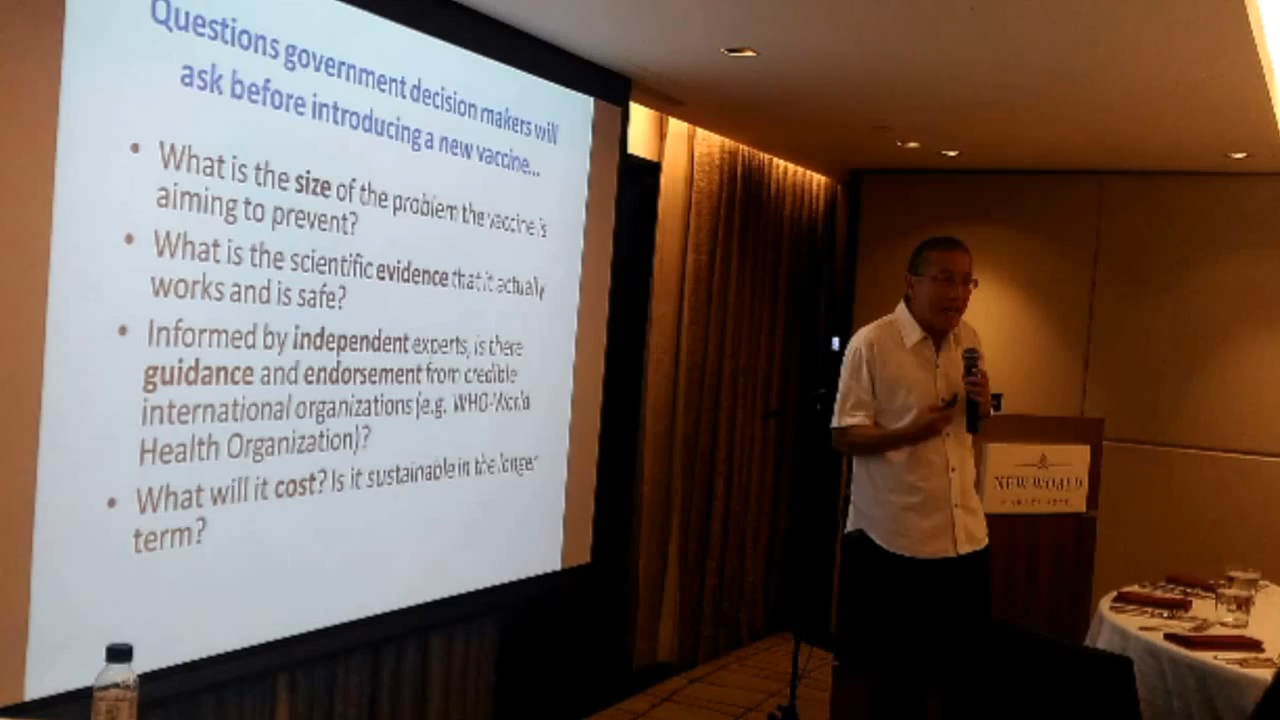 Questions government decision makers will
ask before introducing a new vaccine...
• What is the size of the problem the vaccine is
aiming to prevent?
• What is the scientific evidence that it actually
works and is safe?
• Informed by independent experts, is there
guidance and endorsement from credible
international organizations (e.g. WHO-World
Health Organization)?
• What will it cost? Is it sustainable in the longer
term?
NEW WORLD